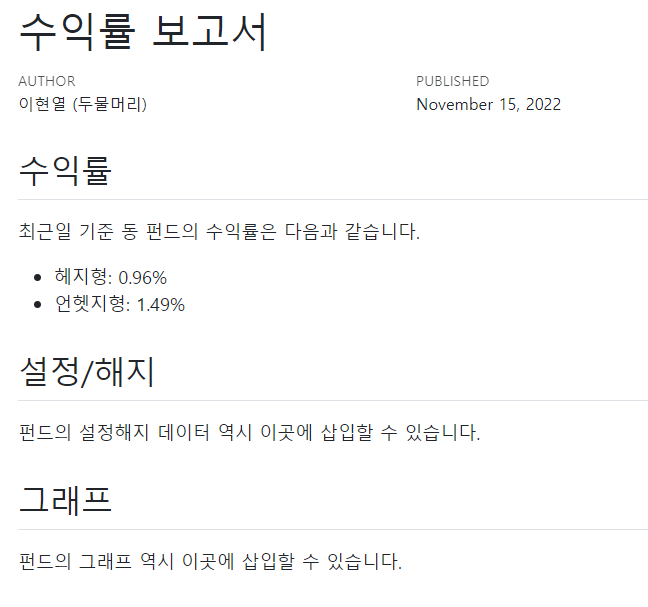 수익률 보고서
AUTHOR
이현열 (두물머리)
PUBLISHED
November 15, 2022
수익률
최근일 기준 동 펀드의 수익률은 다음과 같습니다.
헤지형: 0.96%
언헷지형: 1.49%
설정/해지
펀드의 설정해지 데이터 역시 이곳에 삽입할 수 있습니다.
그래프
펀드의 그래프 역시 이곳에 삽입할 수 있습니다.